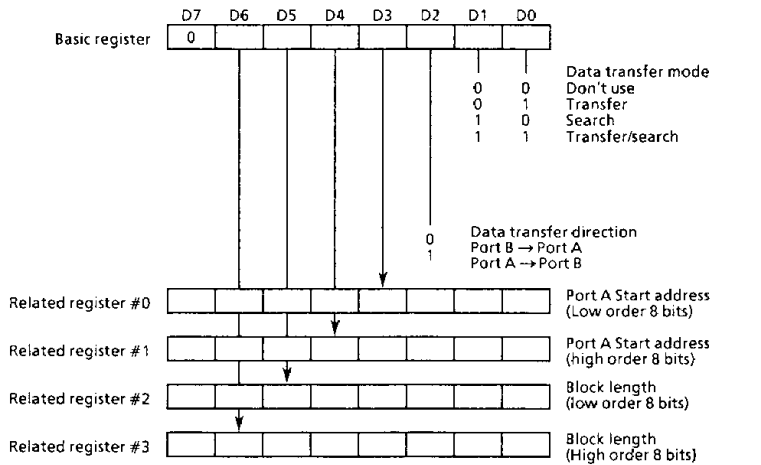 D7 D6 D5 D4 D3 D2 D1 D0
Basic register 0
Data transfer mode
0 0 Don't use
0 1 Transfer
1 0 Search
1 1 Transfer/search
Data transfer direction
0 Port B → Port A
1 Port A → Port B
Related register #0 Port A Start address
(Low order 8 bits)
Related register #1 Port A Start address
(high order 8 bits)
Related register #2 Block length
(low order 8 bits)
Related register #3 Block length
(High order 8 bits)